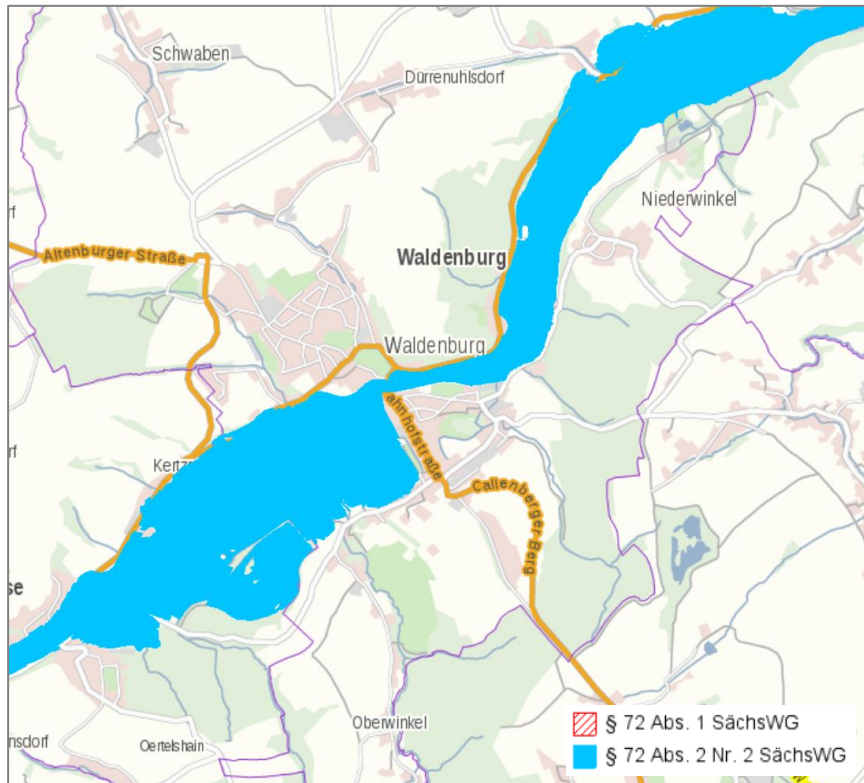 Schwaben
Dürrenuhlsdorf
Niederwinkel
Altenburger Straße
Waldenburg
Waldenburg
ahnhofstraße
Callenberger Berg
Oberwinkel
Oertelshain
nsdorf
se
§ 72 Abs. 1 SächsWG
§ 72 Abs. 2 Nr. 2 SächsWG